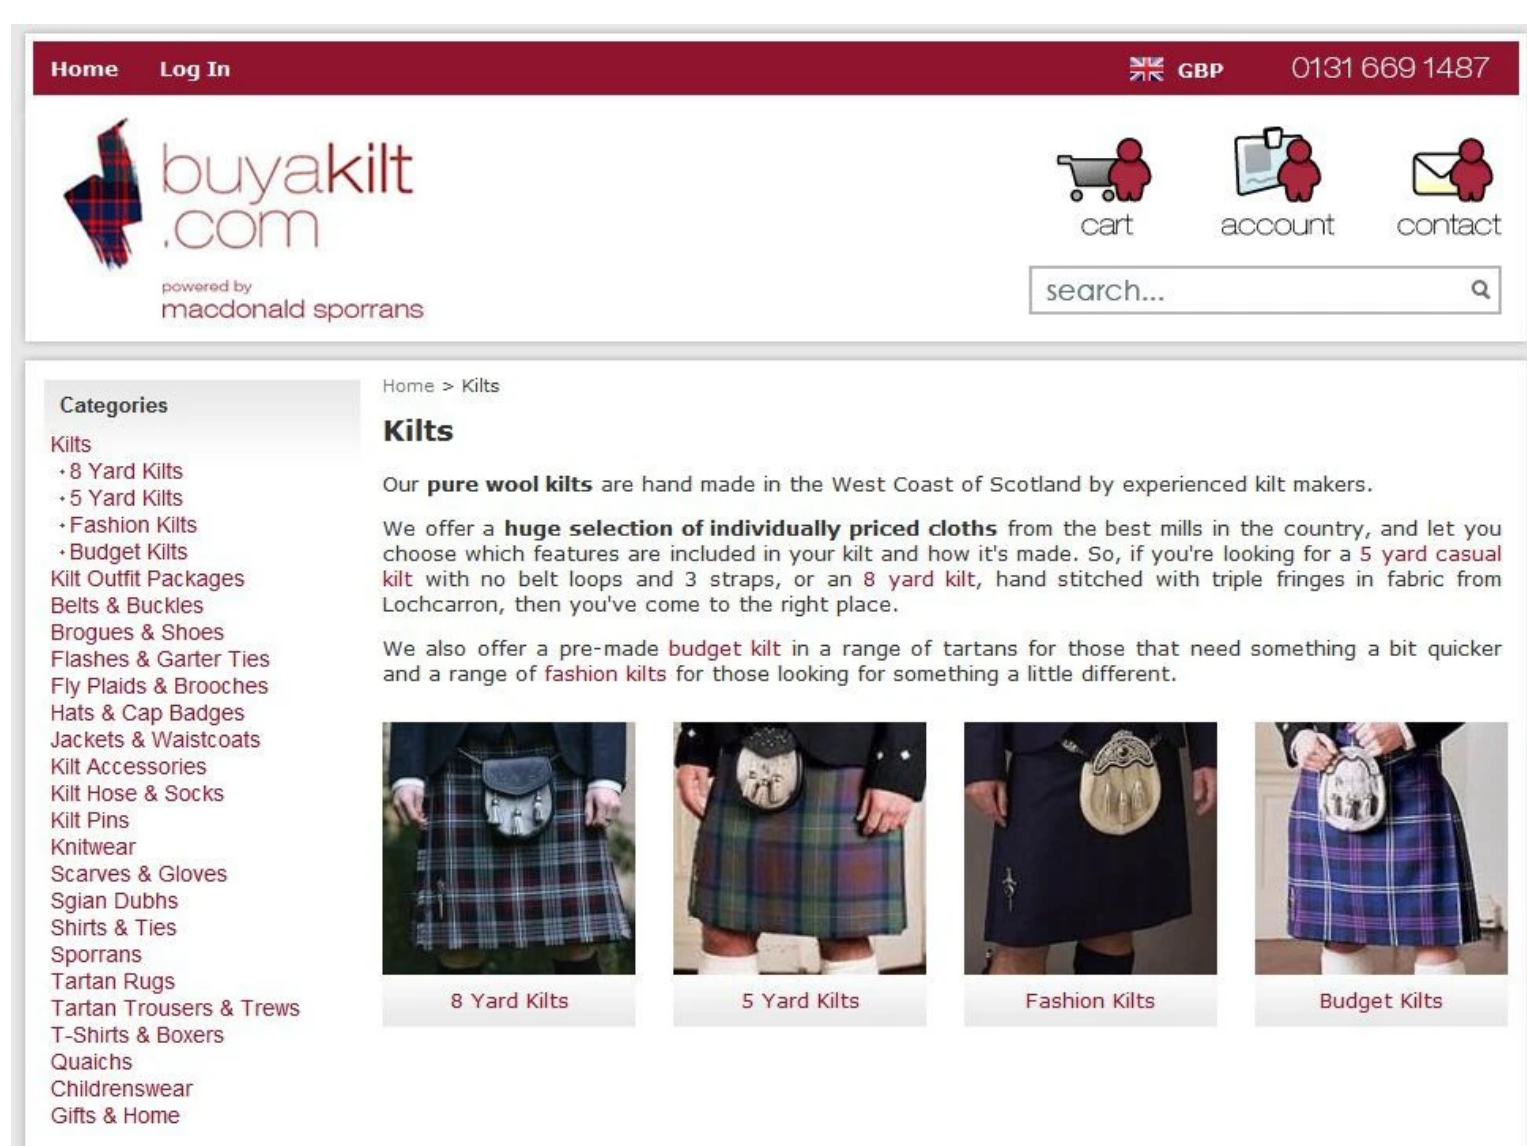 Home Log In GBP 0131 669 1487
buyakilt
.com
powered by
macdonald sporrans
cart account contact
search...
Categories
Kilts
8 Yard Kilts
5 Yard Kilts
Fashion Kilts
Budget Kilts
Kilt Outfit Packages
Belts & Buckles
Brogues & Shoes
Flashes & Garter Ties
Fly Plaids & Brooches
Hats & Cap Badges
Jackets & Waistcoats
Kilt Accessories
Kilt Hose & Socks
Kilt Pins
Knitwear
Scarves & Gloves
Sgian Dubhs
Shirts & Ties
Sporrans
Tartan Rugs
Tartan Trousers & Trews
T-Shirts & Boxers
Quaichs
Childrenswear
Gifts & Home
Home > Kilts
Kilts
Our pure wool kilts are hand made in the West Coast of Scotland by experienced kilt makers.
We offer a huge selection of individually priced cloths from the best mills in the country, and let you
choose which features are included in your kilt and how it's made. So, if you're looking for a 5 yard casual
kilt with no belt loops and 3 straps, or an 8 yard kilt, hand stitched with triple fringes in fabric from
Lochcarron, then you've come to the right place.
We also offer a pre-made budget kilt in a range of tartans for those that need something a bit quicker
and a range of fashion kilts for those looking for something a little different.
8 Yard Kilts 5 Yard Kilts Fashion Kilts Budget Kilts